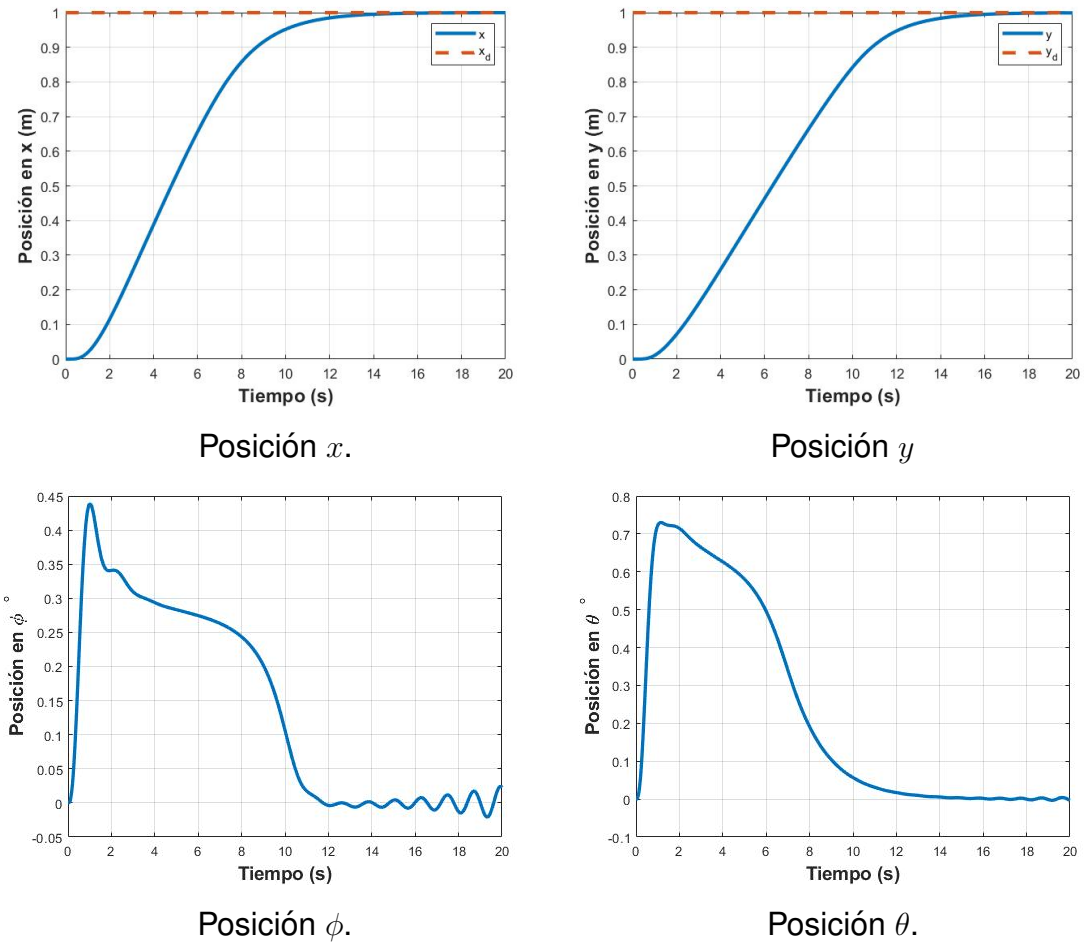 Posición en x (m)
1
0.9
0.8
0.7
0.6
0.5
0.4
0.3
0.2
0.1
0
x
x_d
0 2 4 6 8 10 12 14 16 18 20
Tiempo (s)
Posición x.
Posición en y (m)
1
0.9
0.8
0.7
0.6
0.5
0.4
0.3
0.2
0.1
0
y
y_d
0 2 4 6 8 10 12 14 16 18 20
Tiempo (s)
Posición y
Posición en ϕ °
0.45
0.4
0.35
0.3
0.25
0.2
0.15
0.1
0.05
0
-0.05
0 2 4 6 8 10 12 14 16 18 20
Tiempo (s)
Posición ϕ.
Posición en θ °
0.8
0.7
0.6
0.5
0.4
0.3
0.2
0.1
0
-0.1
0 2 4 6 8 10 12 14 16 18 20
Tiempo (s)
Posición θ.